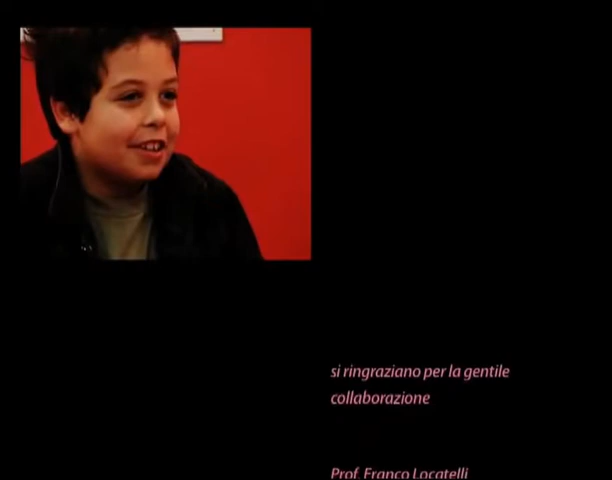 si ringraziano per la gentile
collaborazione
Prof. Franco Locatelli